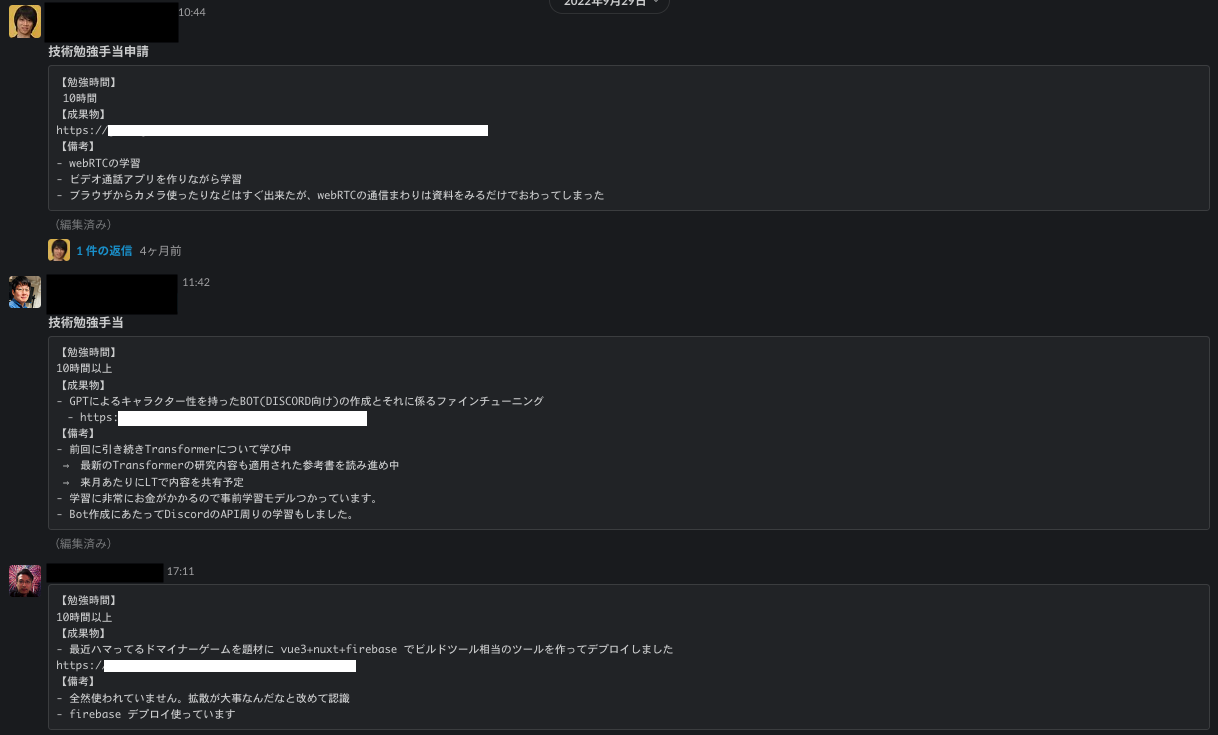 2022年9月29日
10:44
技術勉強手当申請
【勉強時間】
10時間
【成果物】
https://
【備考】
- webRTCの学習
- ビデオ通話アプリを作りながら学習
- ブラウザからカメラ使ったりなどはすぐ出来たが、webRTCの通信まわりは資料をみるだけでおわってしまった
（編集済み）
1 件の返信 4ヶ月前
11:42
技術勉強手当
【勉強時間】
10時間以上
【成果物】
- GPTによるキャラクター性を持ったBOT(DISCORD向け)の作成とそれに係るファインチューニング
- https:
【備考】
- 前回に引き続きTransformerについて学び中
→ 最新のTransformerの研究内容も適用された参考書を読み進め中
→ 来月あたりにLTで内容を共有予定
- 学習に非常にお金がかかるので事前学習モデルつかっています。
- Bot作成にあたってDiscordのAPI周りの学習もしました。
（編集済み）
17:11
【勉強時間】
10時間以上
【成果物】
- 最近ハマってるドマイナーゲームを題材に vue3+nuxt+firebase でビルドツール相当のツールを作ってデプロイしました
https:/
【備考】
- 全然使われていません。拡散が大事なんだなと改めて認識
- firebase デプロイ使っています